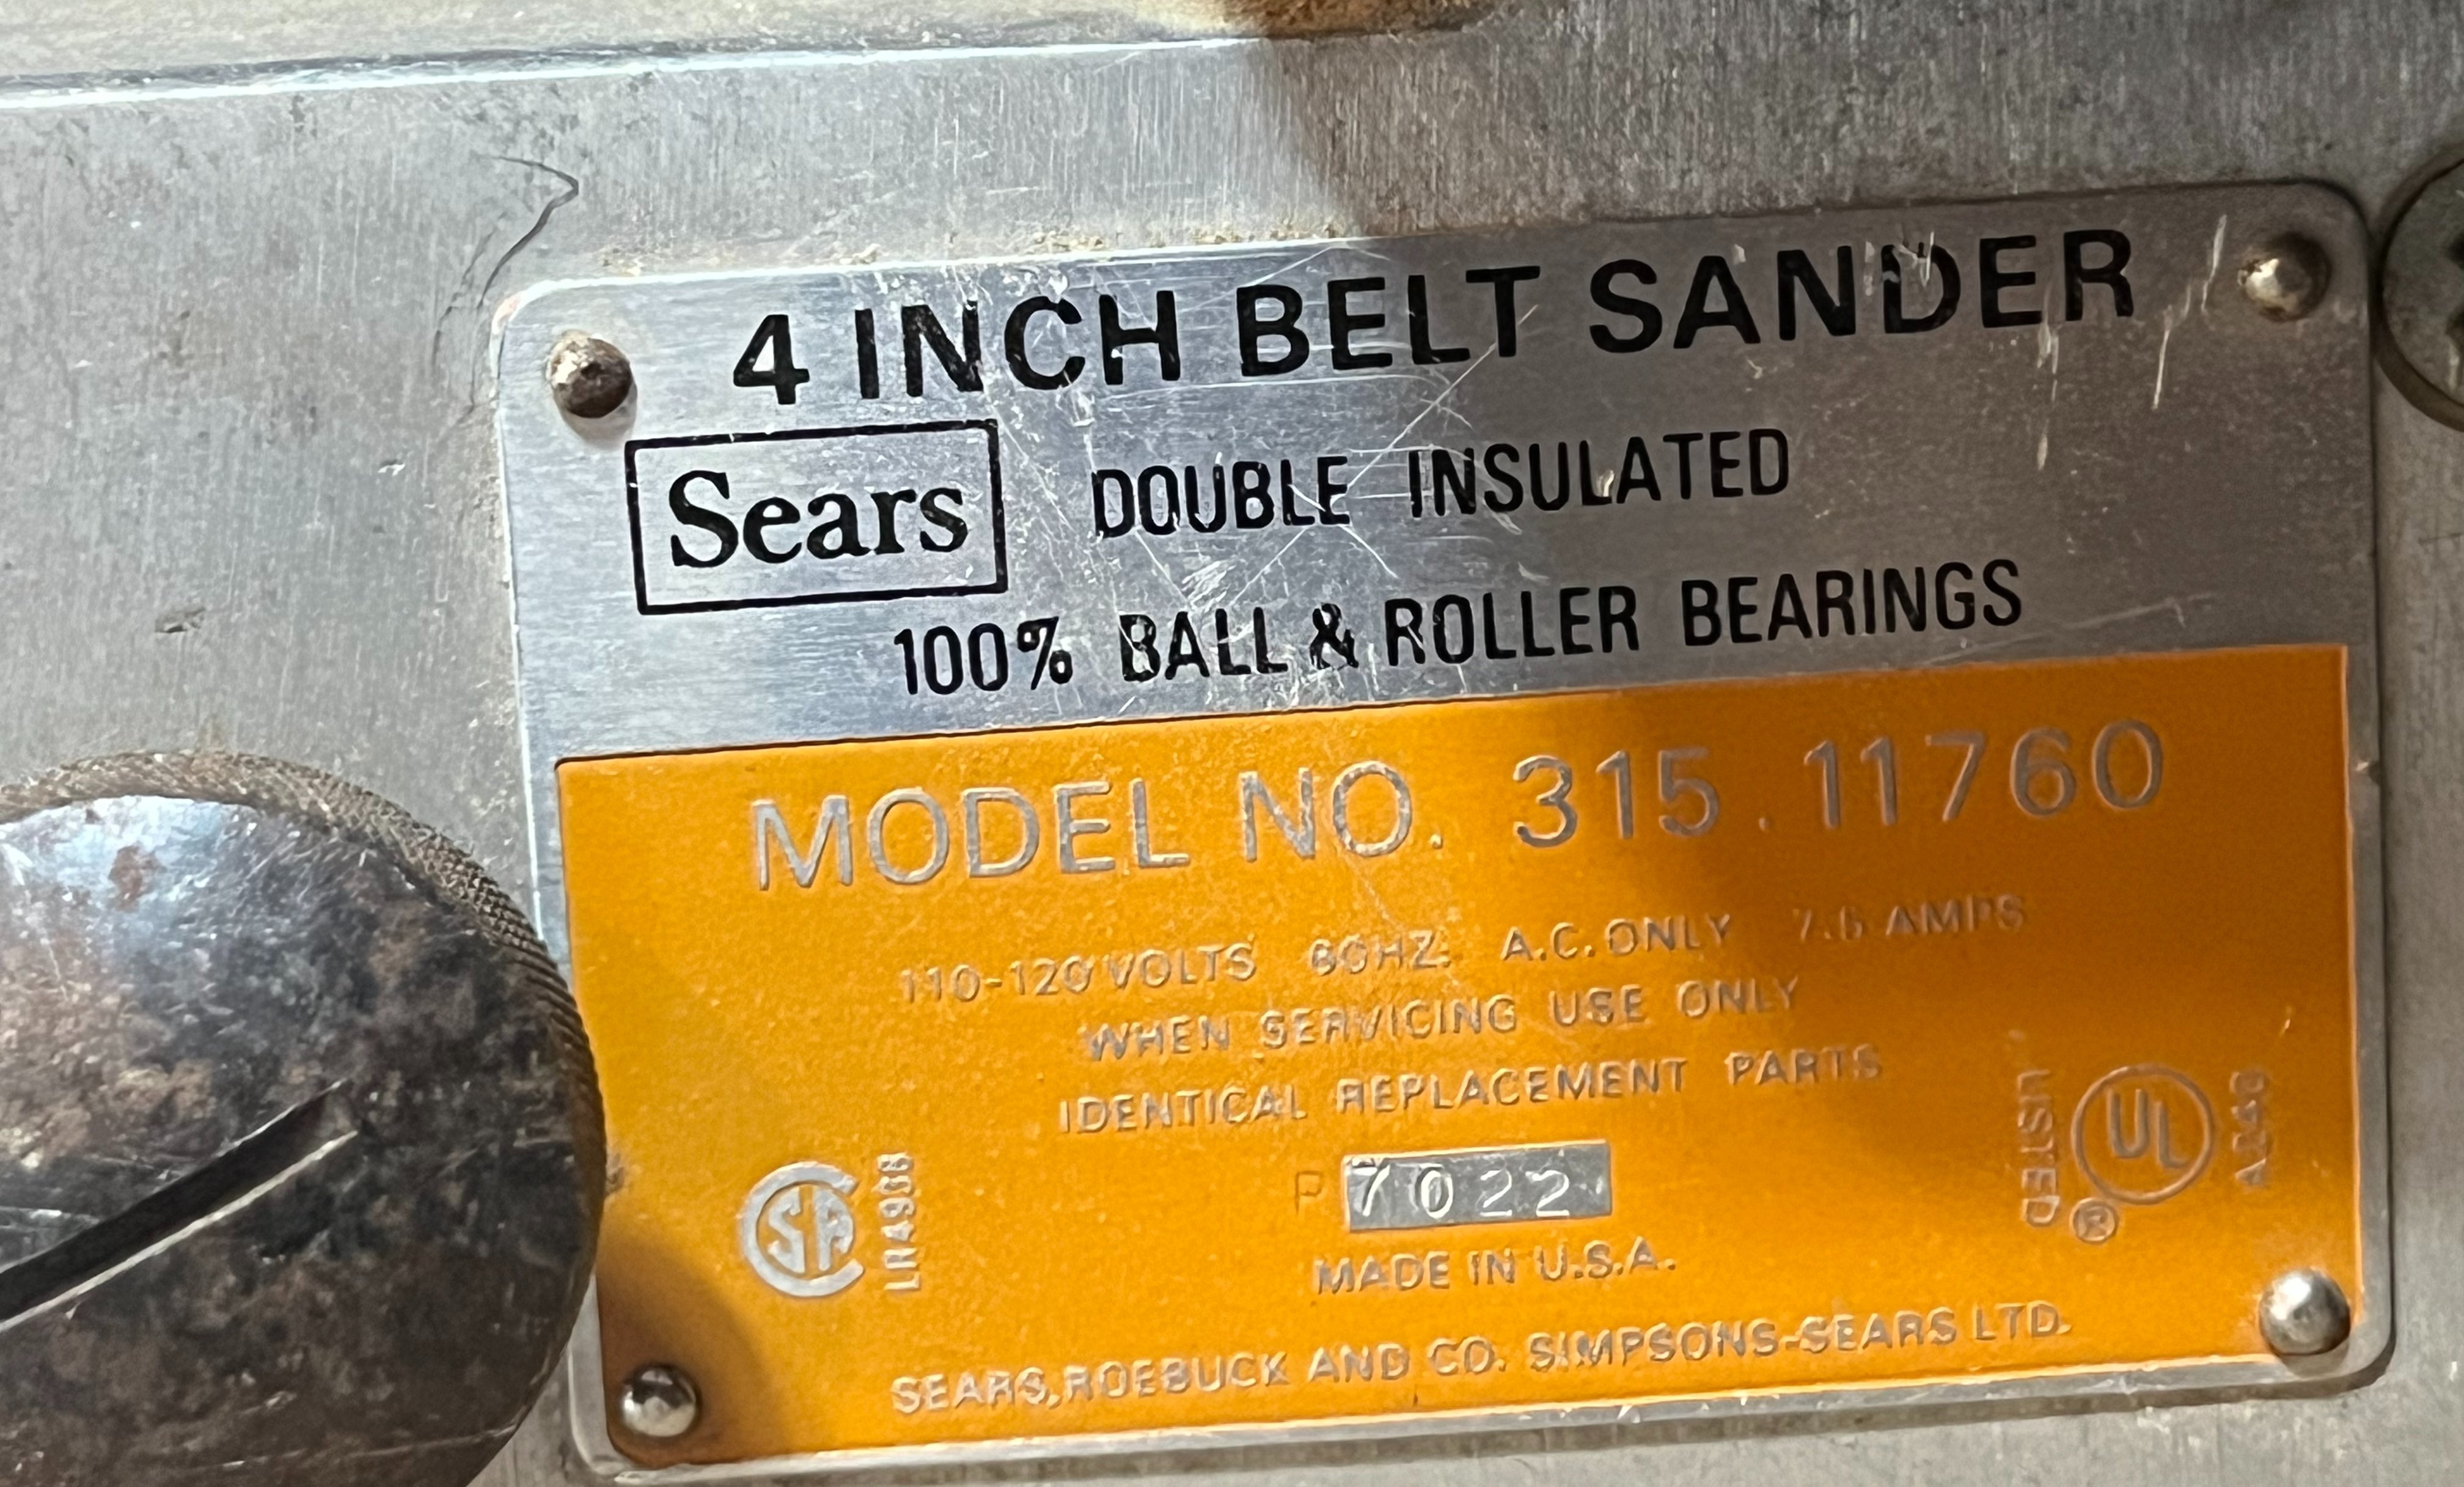 4 INCH BELT SANDER
Sears DOUBLE INSULATED
100% BALL & ROLLER BEARINGS
MODEL NO. 315.11760
110-120 VOLTS 60HZ. A.C. ONLY AMPS
WHEN SERVICING USE ONLY
IDENTICAL REPLACEMENT PARTS
P 7022
MADE IN U.S.A.
SEARS, ROEBUCK AND CO. SIMPSONS-SEARS LTD.
SA
LISTED
UL
®